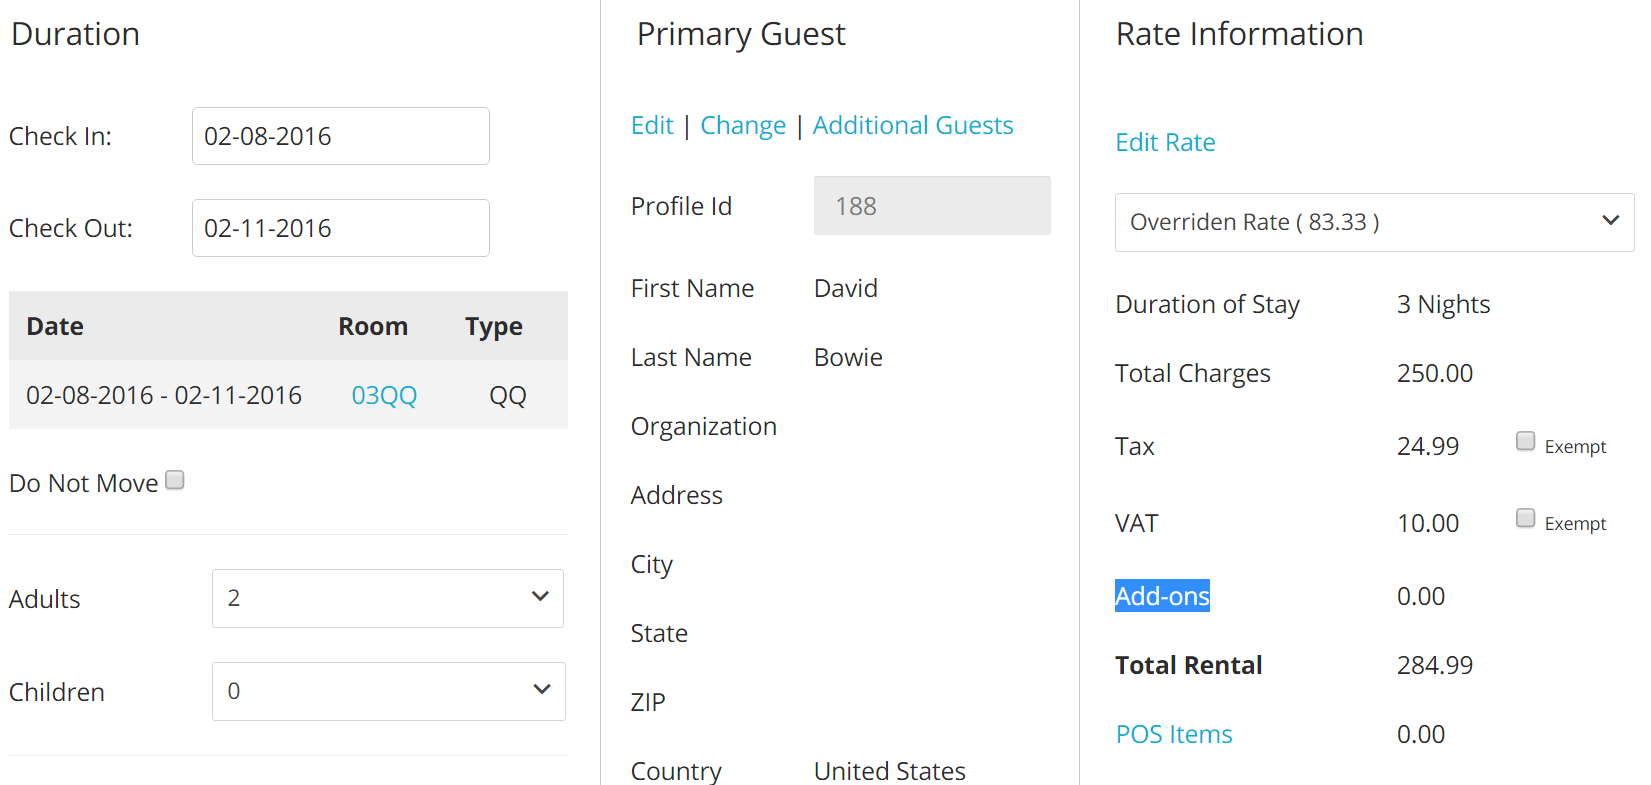 Duration
Check In: 02-08-2016
Check Out: 02-11-2016
Date Room Type
02-08-2016 - 02-11-2016 03QQ QQ
Do Not Move
Adults 2
Children 0
Primary Guest
Edit | Change | Additional Guests
Profile Id 188
First Name David
Last Name Bowie
Organization
Address
City
State
ZIP
Country United States
Rate Information
Edit Rate
Overriden Rate ( 83.33 )
Duration of Stay 3 Nights
Total Charges 250.00
Tax 24.99 Exempt
VAT 10.00 Exempt
Add-ons 0.00
Total Rental 284.99
POS Items 0.00